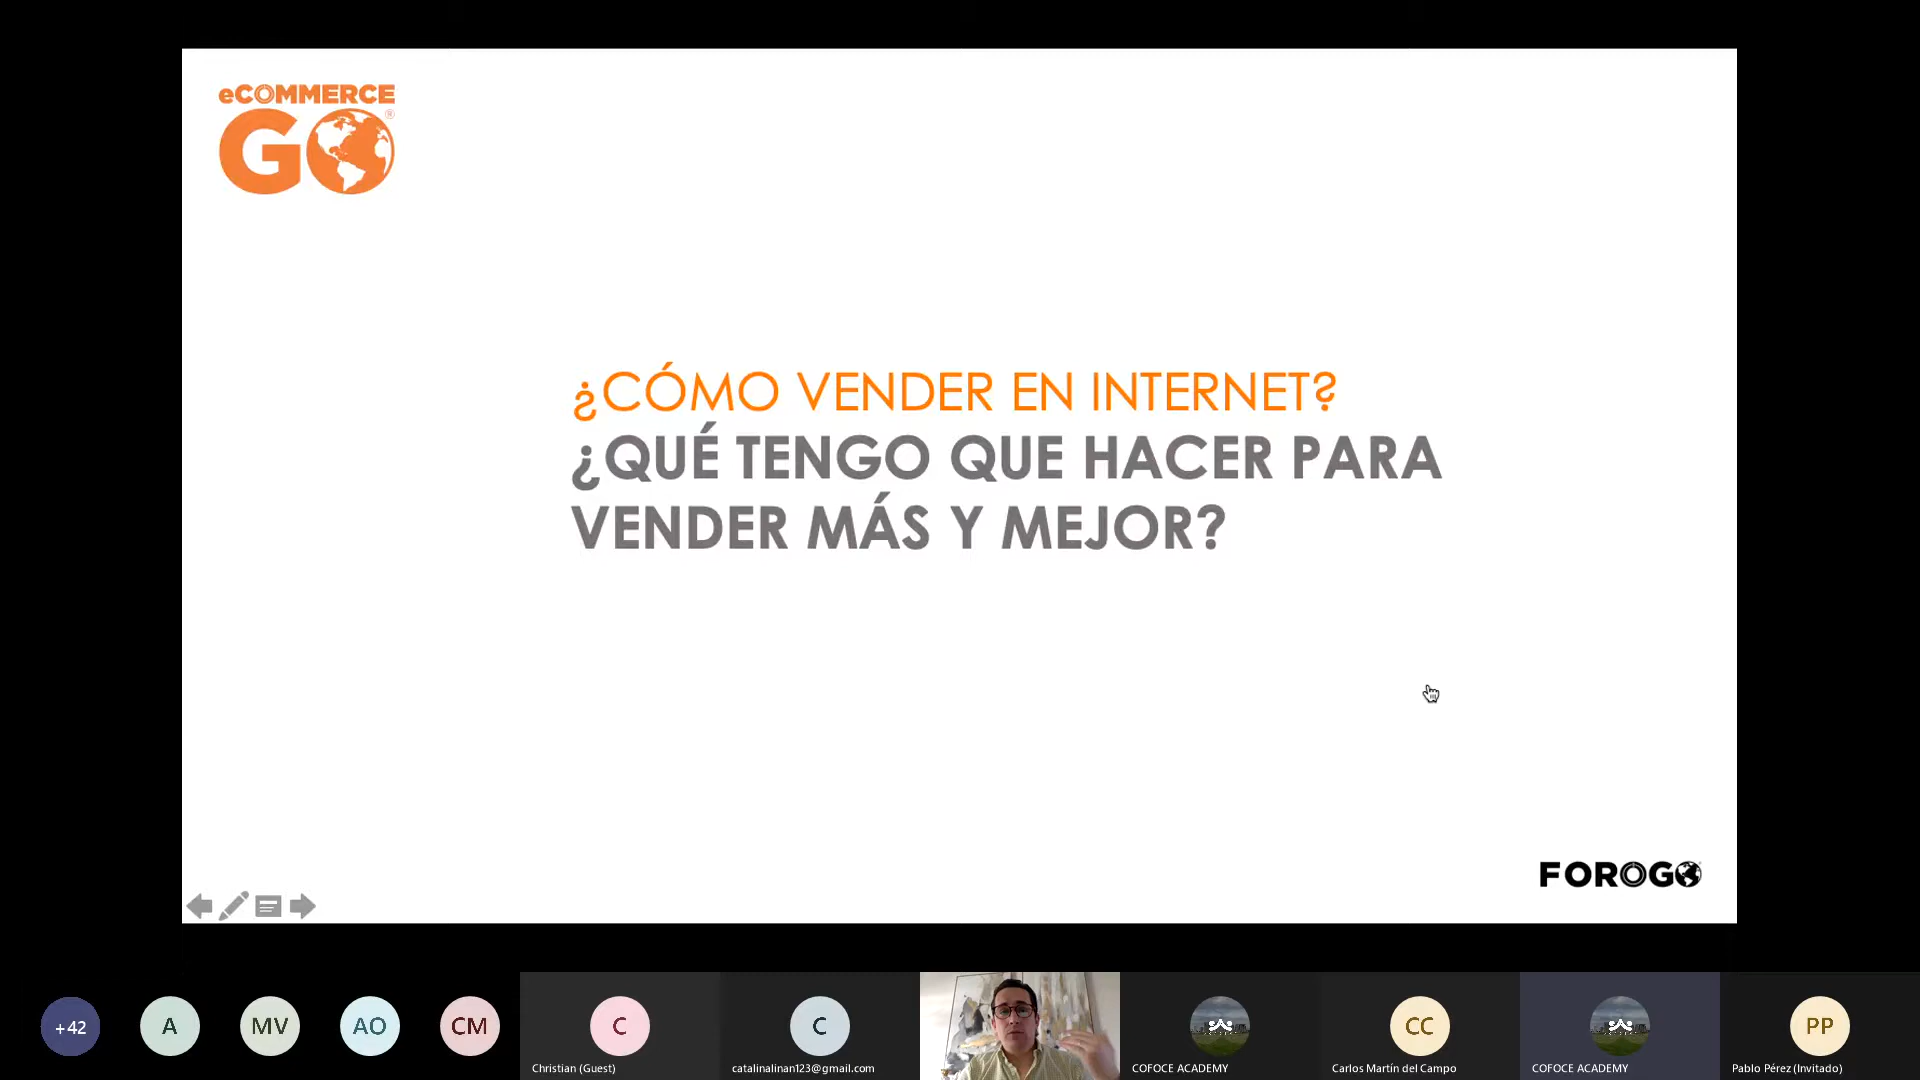 eCOMMERCE
GO
®
¿CÓMO VENDER EN INTERNET?
¿QUÉ TENGO QUE HACER PARA
VENDER MÁS Y MEJOR?
FOROGO
+42
A
MV
AO
CM
C
C
CC
PP
Christian (Guest)
catalinalinan123@gmail.com
COFOCE ACADEMY
Carlos Martín del Campo
COFOCE ACADEMY
Pablo Pérez (Invitado)